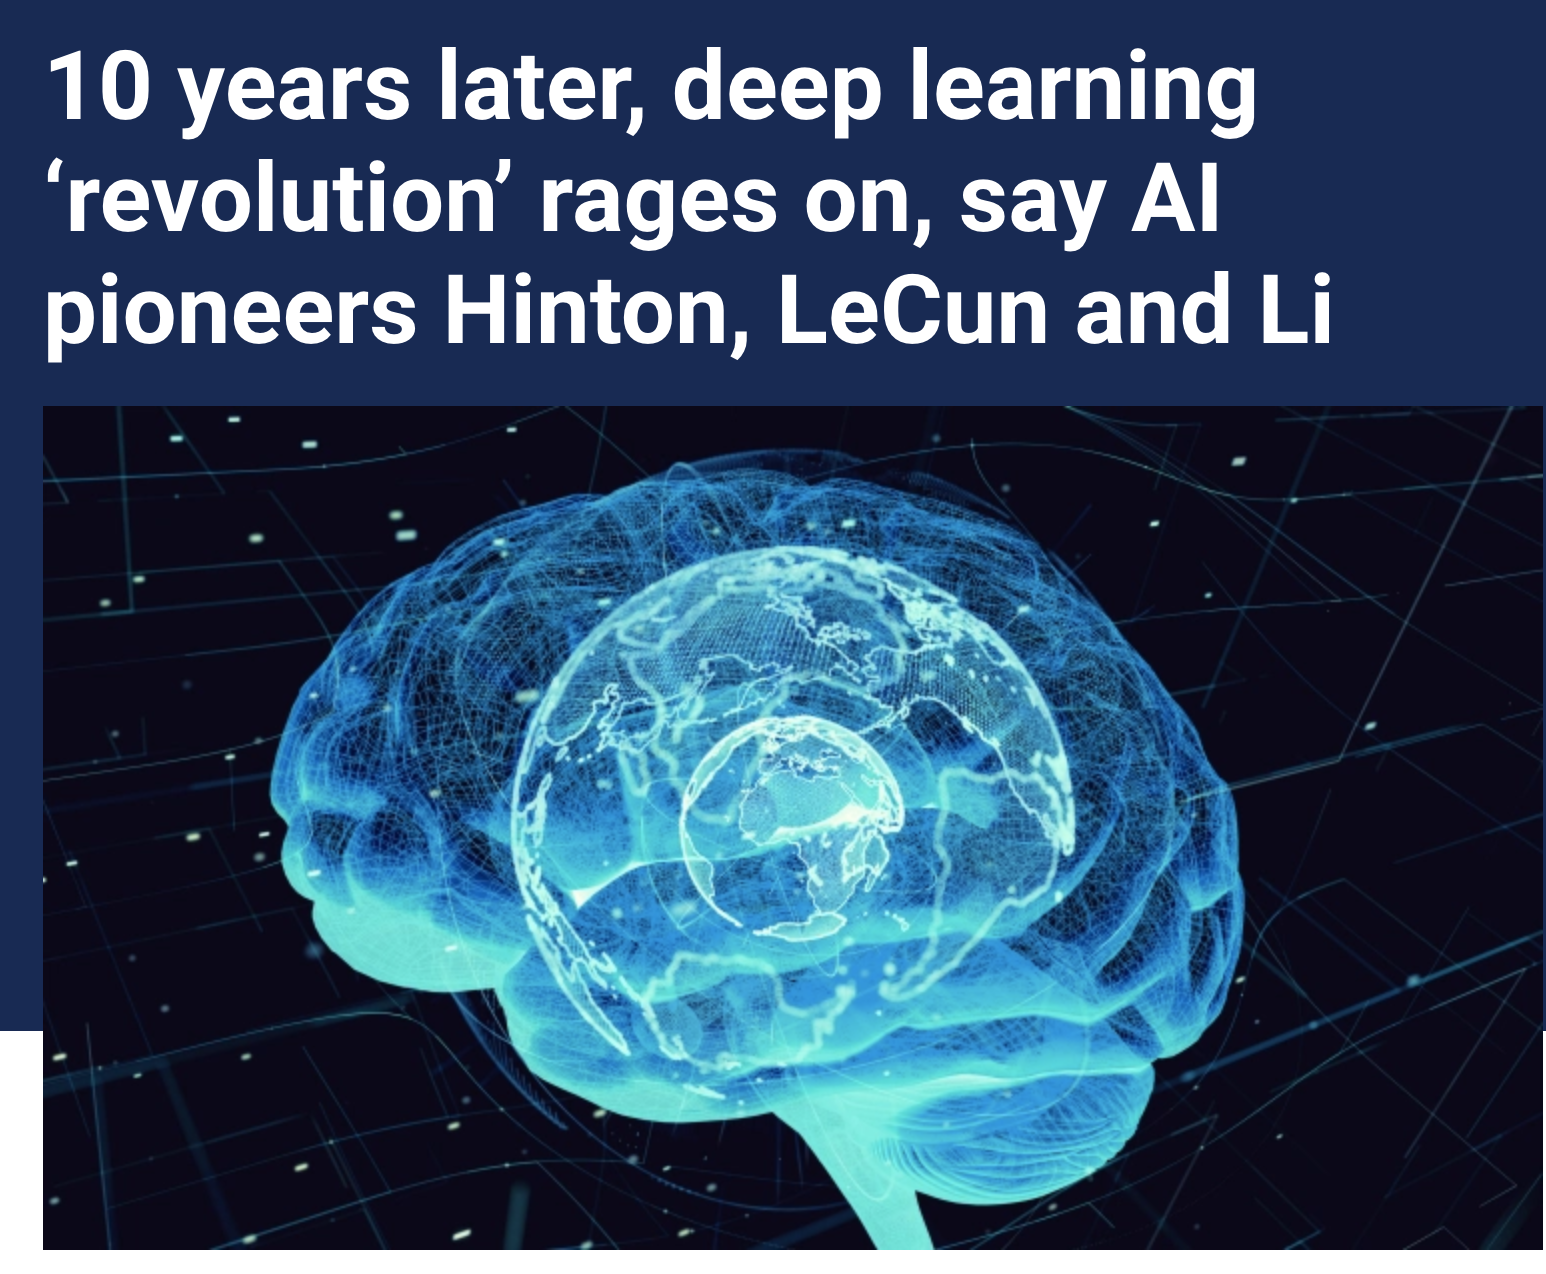 10 years later, deep learning
‘revolution’ rages on, say AI
pioneers Hinton, LeCun and Li